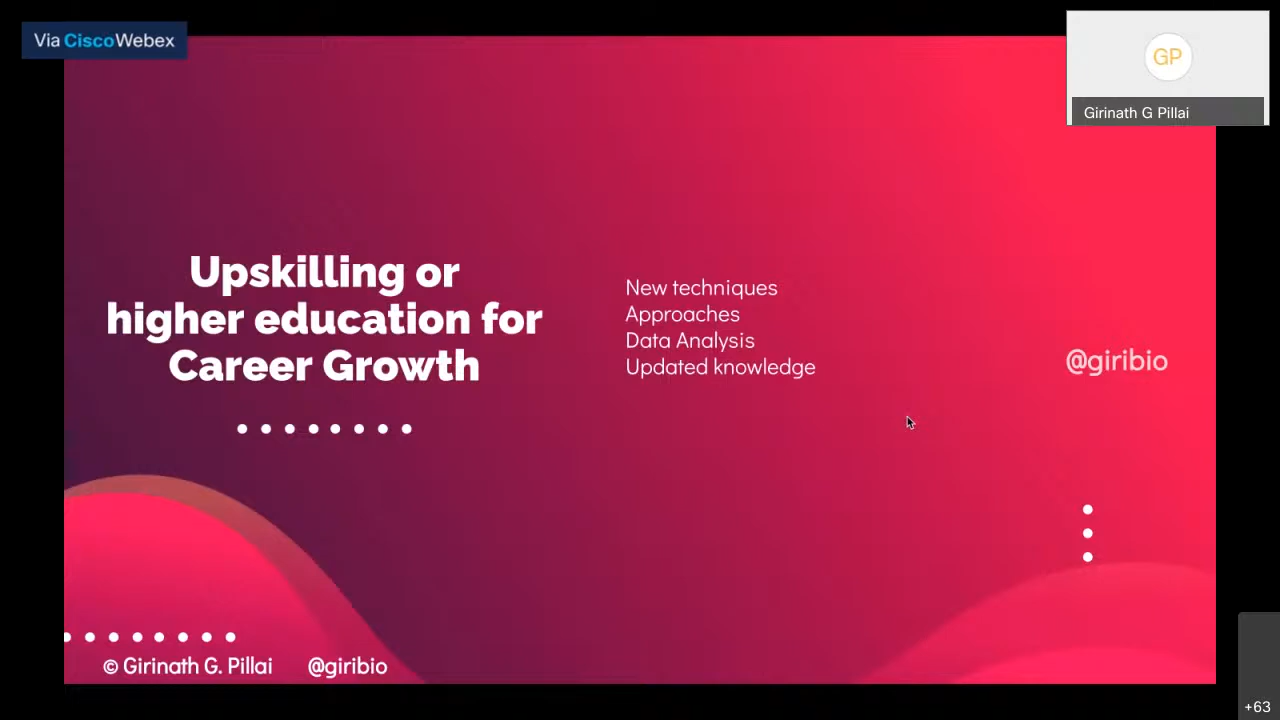 Via CiscoWebex
GP
Girinath G Pillai
Upskilling or
higher education for
Career Growth
New techniques
Approaches
Data Analysis
Updated knowledge
@giribio
© Girinath G. Pillai @giribio
+63